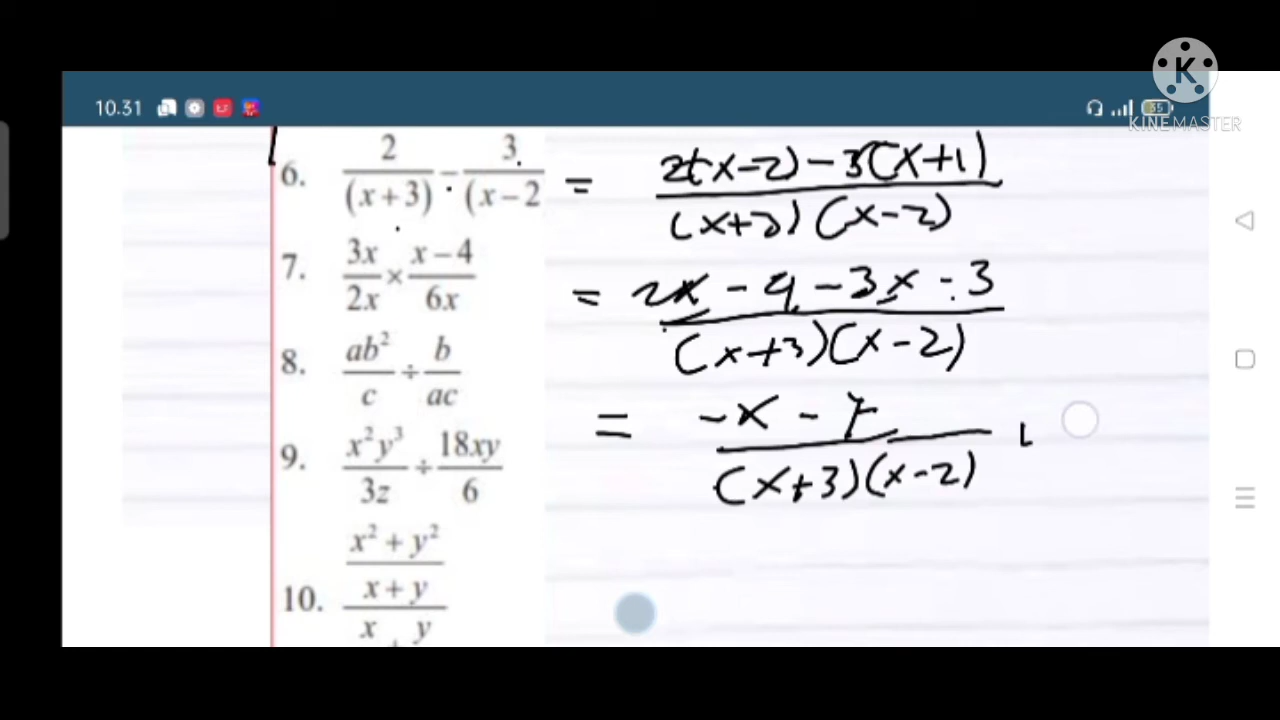 10.31
35
K
KINEMASTER
6. 2/(x+3) - 3/(x-2 = 2(x-2)-3(x+1)/(x+3)(x-2)
= 2x-4-3x-3/(x+3)(x-2)
= -x-7/(x+3)(x-2)
7. 3x/2x × x-4/6x
8. ab²/c ÷ b/ac
9. x²y³/3z ÷ 18xy/6
10. x²+y²/x+y
x y